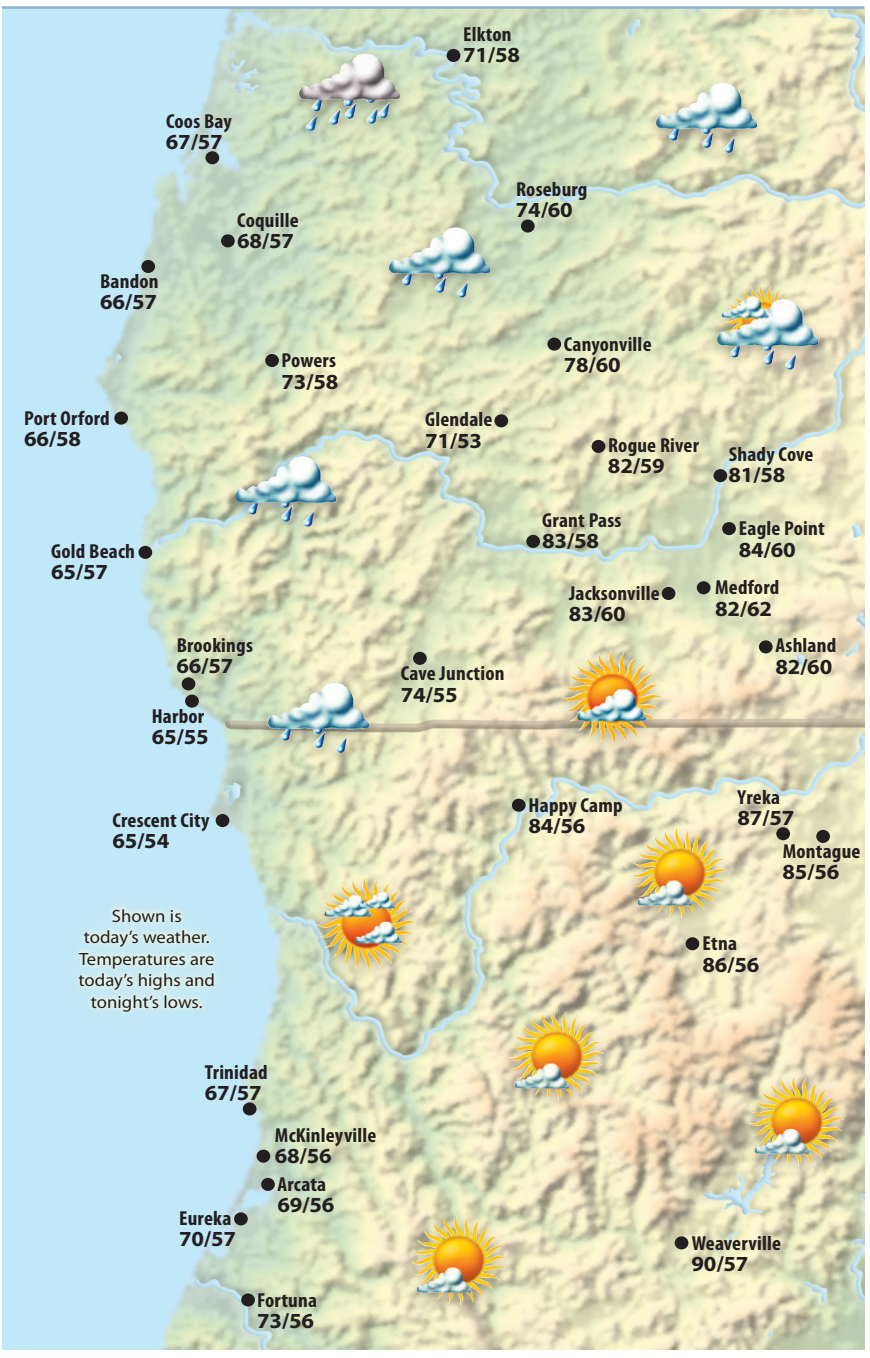 Elkton
71/58
Coos Bay
67/57
Roseburg
74/60
Coquille
68/57
Bandon
66/57
Canyonville
78/60
Powers
73/58
Port Orford
66/58
Glendale
71/53
Rogue River
82/59
Shady Cove
81/58
Grant Pass
83/58
Eagle Point
84/60
Gold Beach
65/57
Jacksonville
83/60
Medford
82/62
Brookings
66/57
Cave Junction
74/55
Ashland
82/60
Harbor
65/55
Crescent City
65/54
Happy Camp
84/56
Yreka
87/57
Montague
85/56
Shown is
today's weather.
Temperatures are
today's highs and
tonight's lows.
Etna
86/56
Trinidad
67/57
McKinleyville
68/56
Arcata
69/56
Eureka
70/57
Weaverville
90/57
Fortuna
73/56